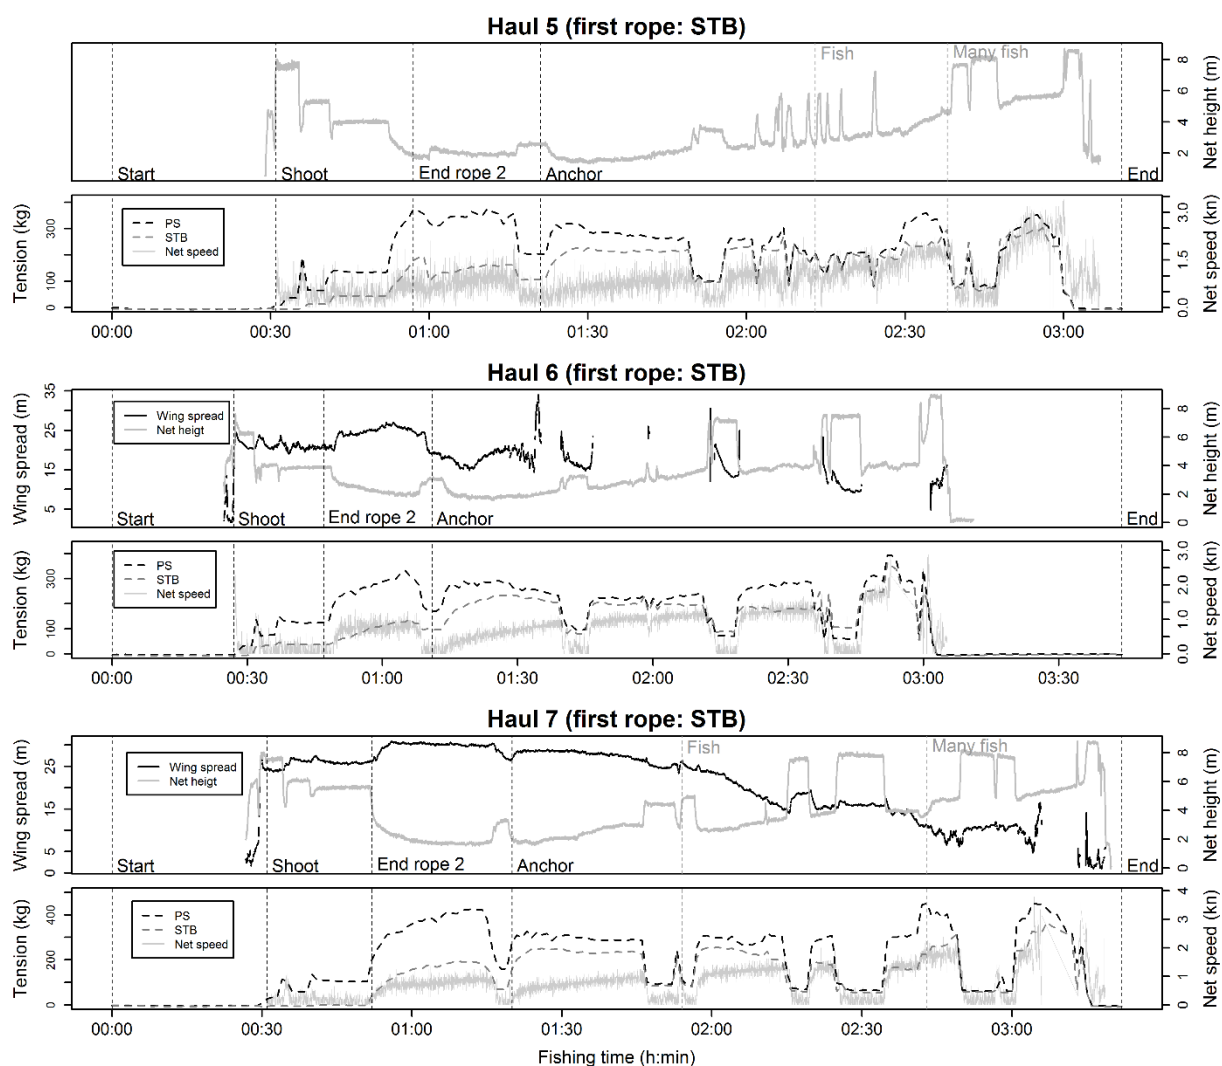 Haul 5 (first rope: STB)
Fish
Many fish
Start
Shoot
End rope 2
Anchor
End
2 4 6 8
Net height (m)
PS
STB
Net speed
Tension (kg)
0 100 300
0.0 1.5 3.0
Net speed (kn)
00:00 00:30 01:00 01:30 02:00 02:30 03:00
Haul 6 (first rope: STB)
Wing spread
Net heigt
Wing spread (m)
5 15 25 35
Start
Shoot
End rope 2
Anchor
End
0 2 4 6 8
Net height (m)
PS
STB
Net speed
Tension (kg)
0 100 300
0.0 1.0 2.0 3.0
Net speed (kn)
00:00 00:30 01:00 01:30 02:00 02:30 03:00 03:30
Haul 7 (first rope: STB)
Fish
Many fish
Wing spread
Net heigt
Wing spread (m)
0 5 15 25
Start
Shoot
End rope 2
Anchor
End
0 2 4 6 8
Net height (m)
PS
STB
Net speed
Tension (kg)
0 200 400
0 1 2 3 4
Net speed (kn)
00:00 00:30 01:00 01:30 02:00 02:30 03:00
Fishing time (h:min)